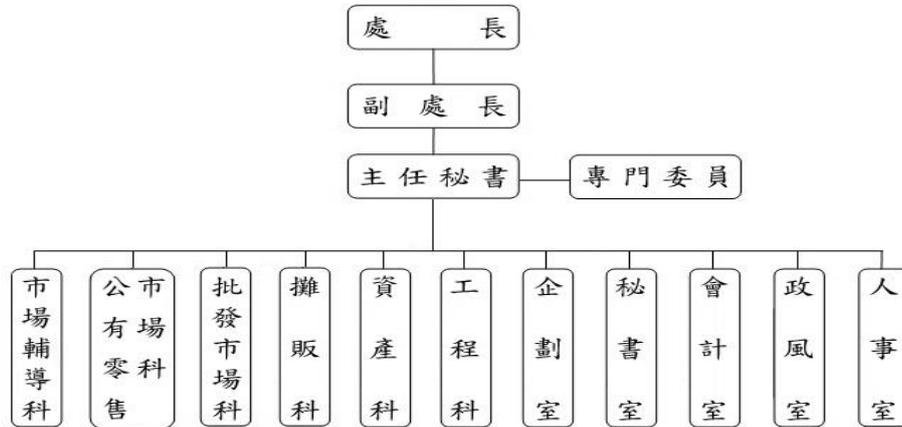 處長
副處長
主任秘書
專門委員
市場輔導科
公有零售
市場科
批發市場科
攤販科
資產科
工程科
企劃室
秘書室
會計室
政風室
人事室